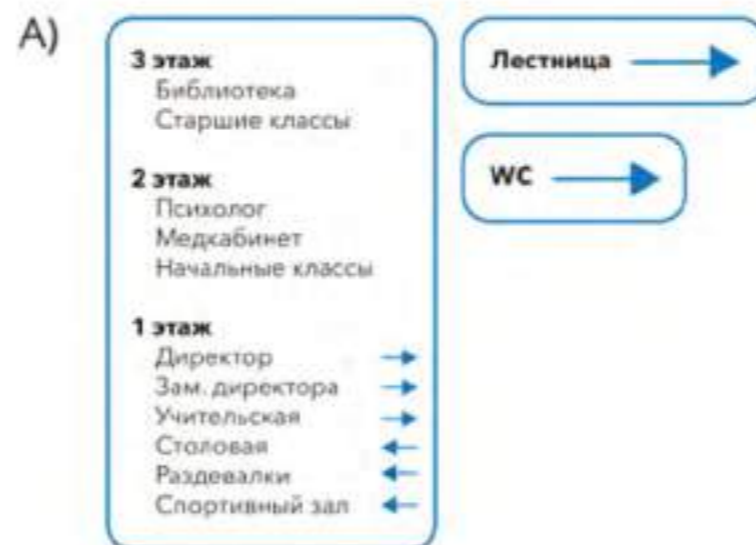 А)
3 этаж
Библиотека
Старшие классы
2 этаж
Психолог
Медкабинет
Начальные классы
1 этаж
Директор
Зам. директора
Учительская
Столовая
Раздевалки
Спортивный зал
Лестница
WC